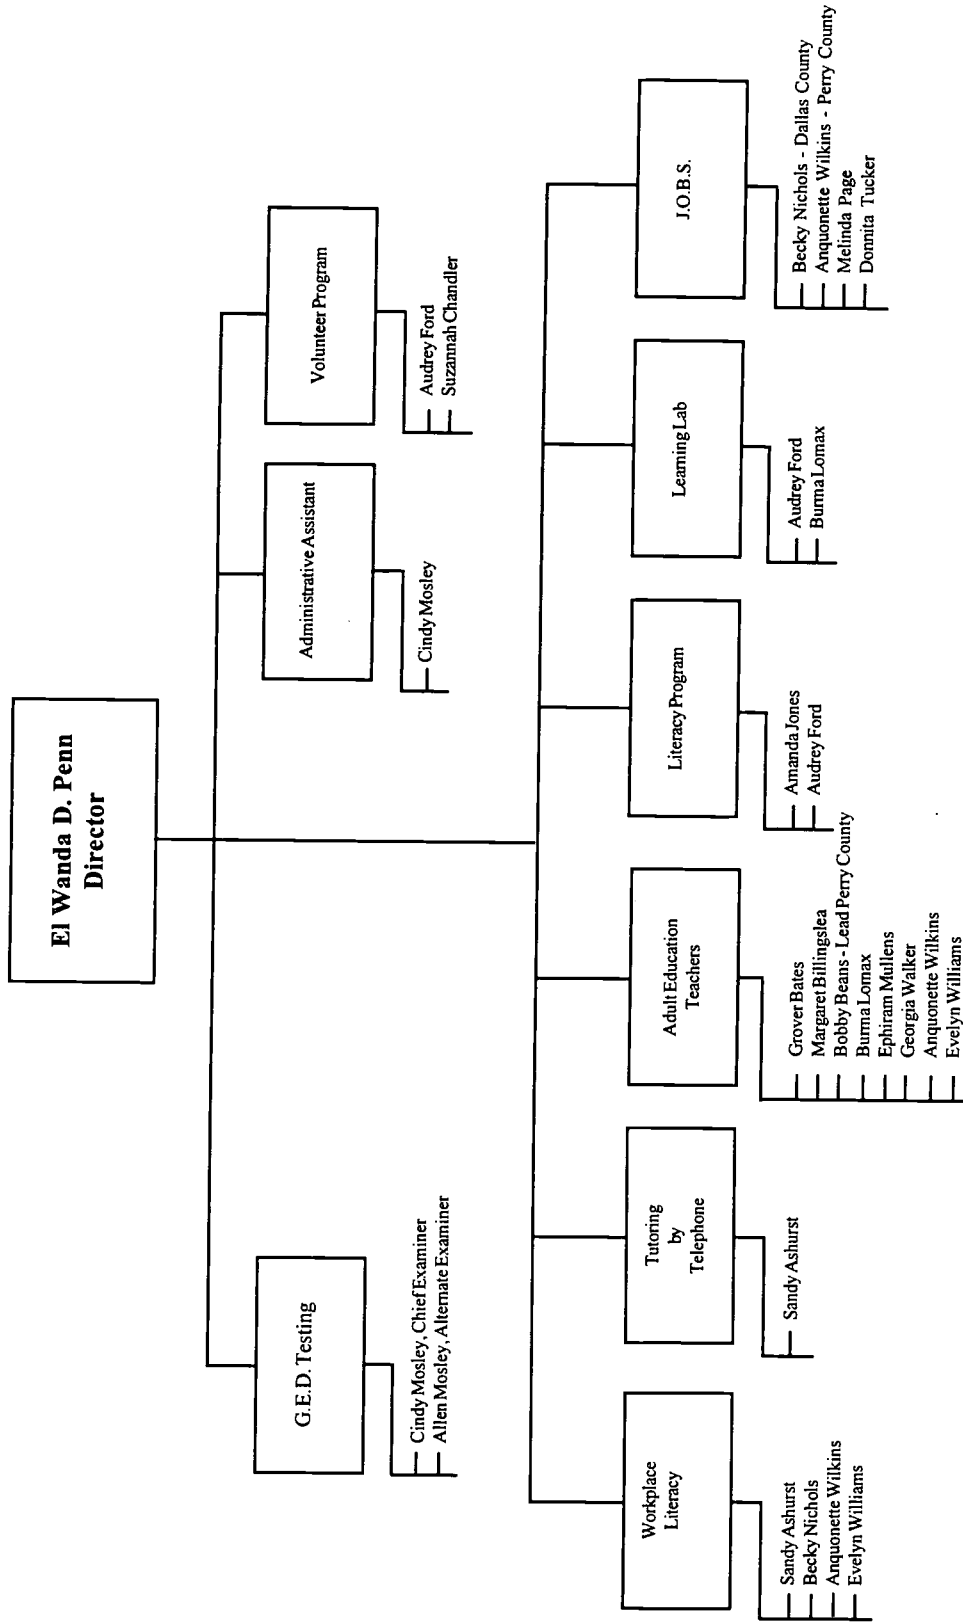 El Wanda D. Penn
Director
G.E.D. Testing
Cindy Mosley, Chief Examiner
Allen Mosley, Alternate Examiner
Administrative Assistant
Cindy Mosley
Volunteer Program
Audrey Ford
Suzannah Chandler
Workplace
Literacy
Sandy Ashurst
Becky Nichols
Anquonette Wilkins
Evelyn Williams
Tutoring
by
Telephone
Sandy Ashurst
Adult Education
Teachers
Grover Bates
Margaret Billingslea
Bobby Beans - Lead Perry County
Burma Lomax
Ephiram Mullens
Georgia Walker
Anquonette Wilkins
Evelyn Williams
Literacy Program
Amanda Jones
Audrey Ford
Learning Lab
Audrey Ford
Burma Lomax
J.O.B.S.
Becky Nichols - Dallas County
Anquonette Wilkins - Perry County
Melinda Page
Donnita Tucker